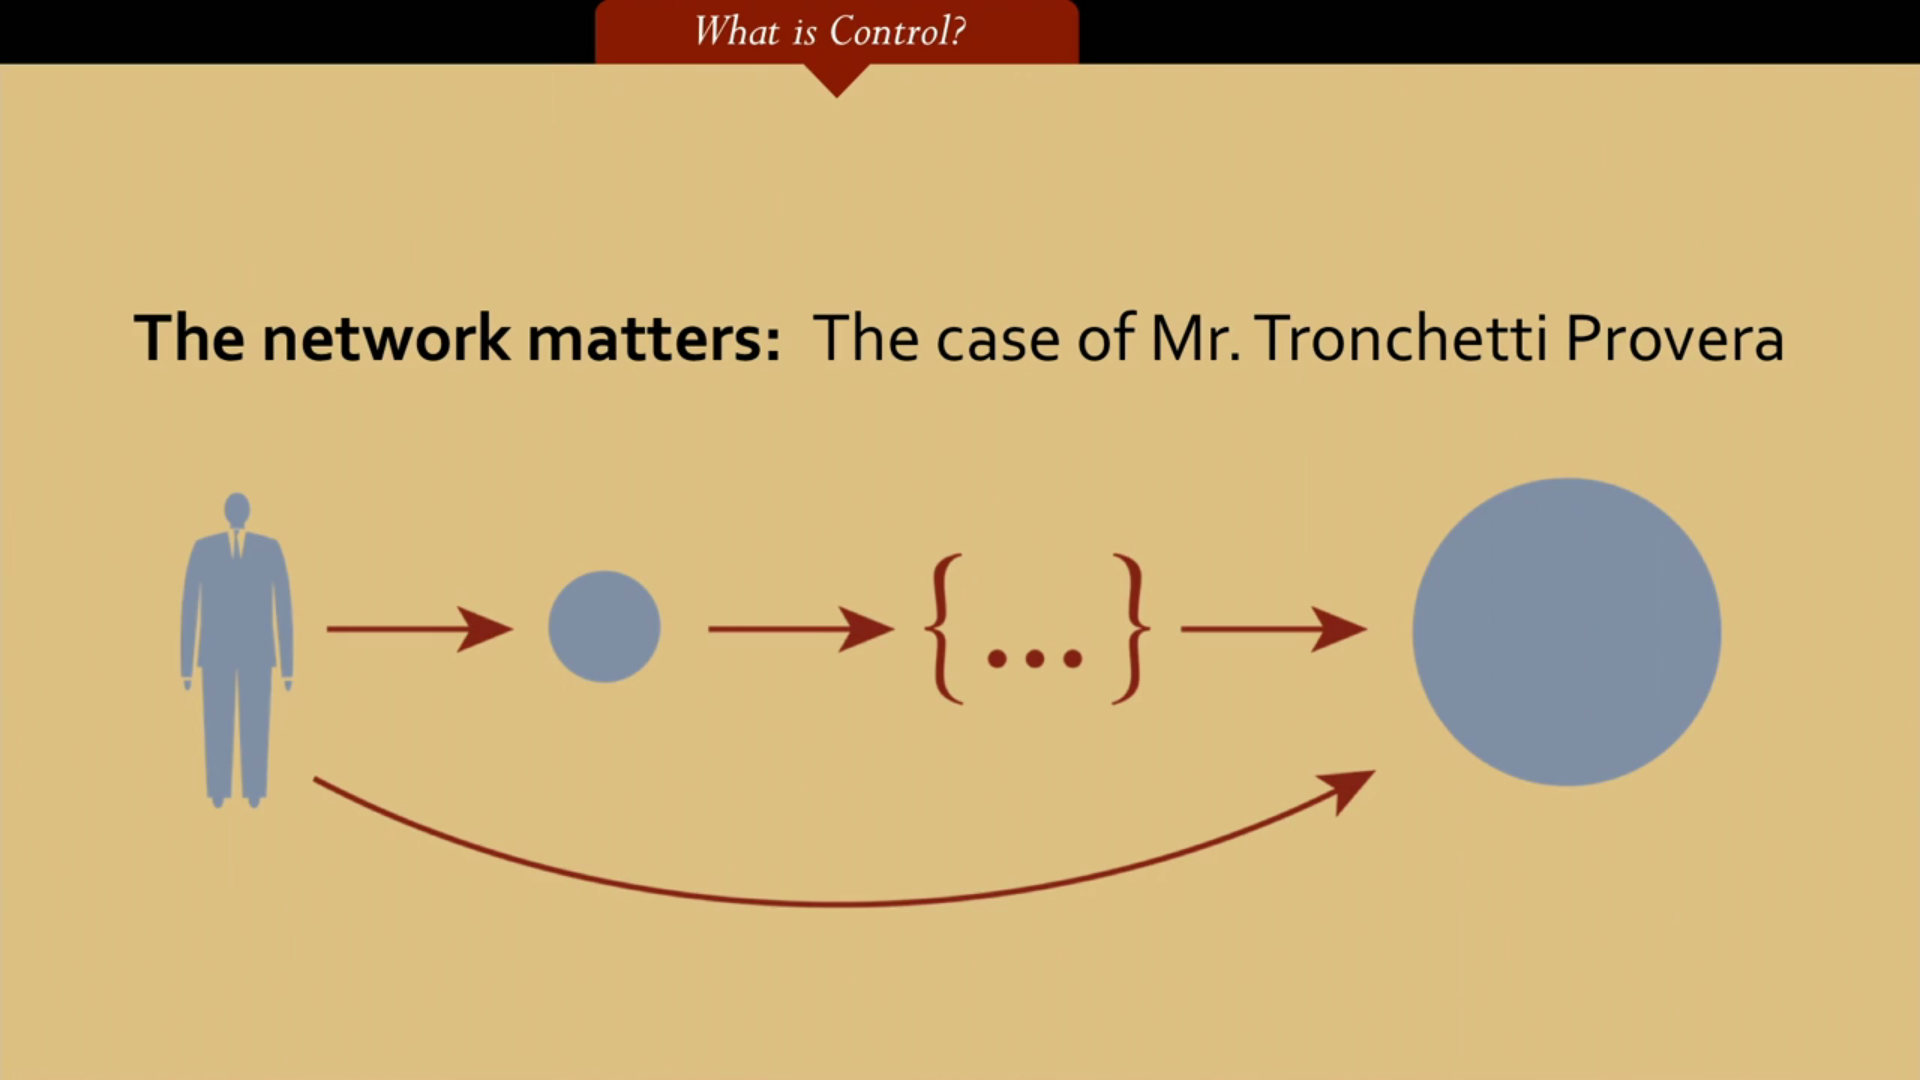 What is Control?
The network matters: The case of Mr. Tronchetti Provera
{...}